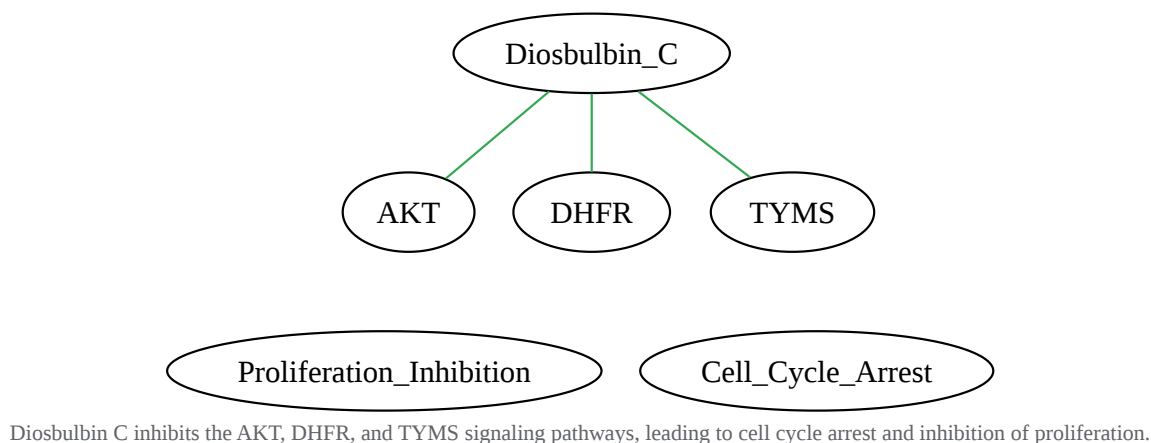 Diosbulbin_C
AKT
DHFR
TYMS
Proliferation_Inhibition
Cell_Cycle_Arrest
Diosbulbin C inhibits the AKT, DHFR, and TYMS signaling pathways, leading to cell cycle arrest and inhibition of proliferation.